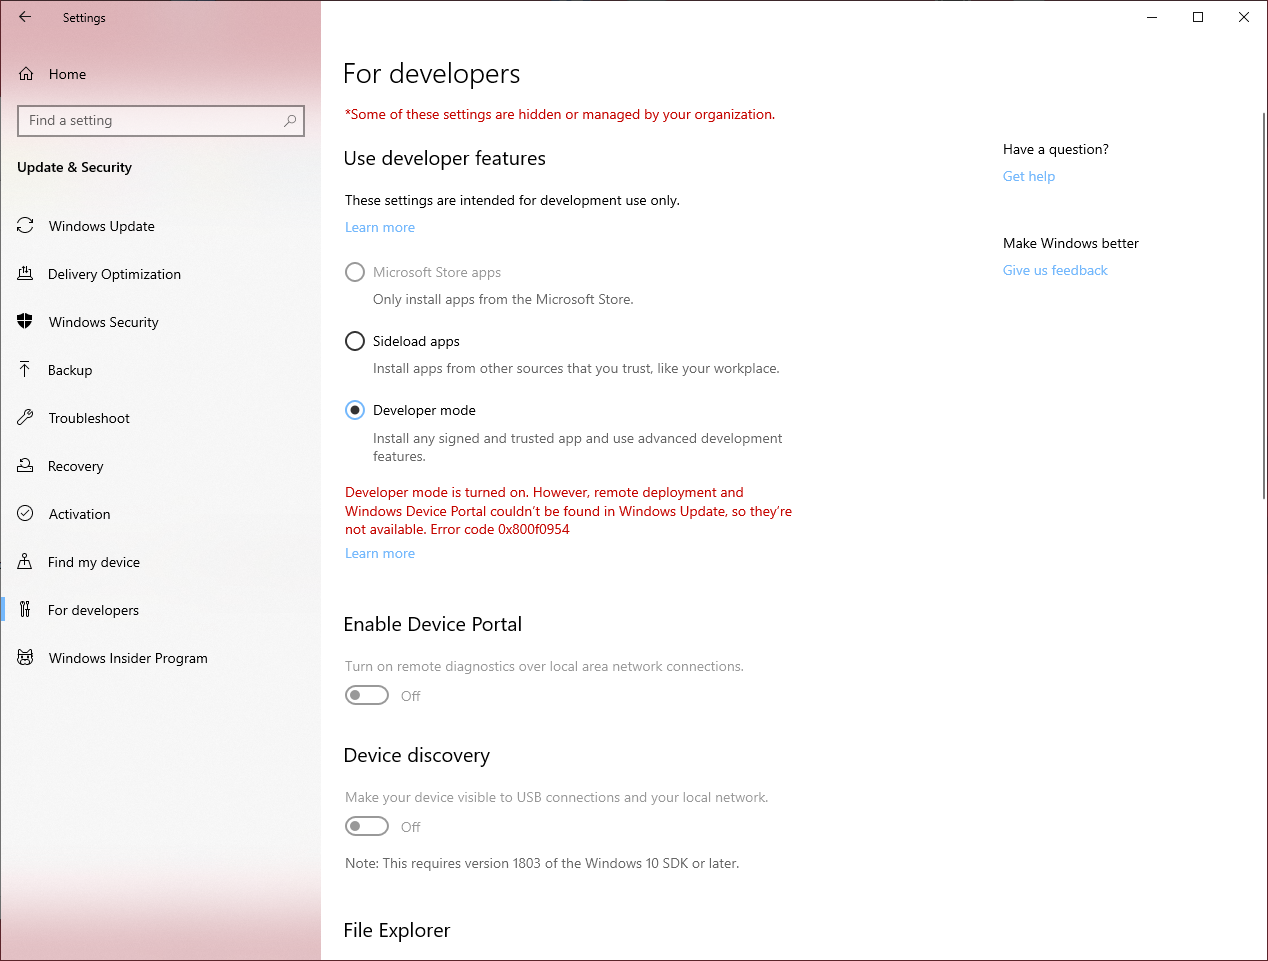 Settings
Home
Find a setting
Update & Security
Windows Update
Delivery Optimization
Windows Security
Backup
Troubleshoot
Recovery
Activation
Find my device
For developers
Windows Insider Program
For developers
*Some of these settings are hidden or managed by your organization.
Use developer features
These settings are intended for development use only.
Learn more
Microsoft Store apps
Only install apps from the Microsoft Store.
Sideload apps
Install apps from other sources that you trust, like your workplace.
Developer mode
Install any signed and trusted app and use advanced development
features.
Developer mode is turned on. However, remote deployment and
Windows Device Portal couldn’t be found in Windows Update, so they’re
not available. Error code 0x800f0954
Learn more
Enable Device Portal
Turn on remote diagnostics over local area network connections.
Off
Device discovery
Make your device visible to USB connections and your local network.
Off
Note: This requires version 1803 of the Windows 10 SDK or later.
File Explorer
Have a question?
Get help
Make Windows better
Give us feedback